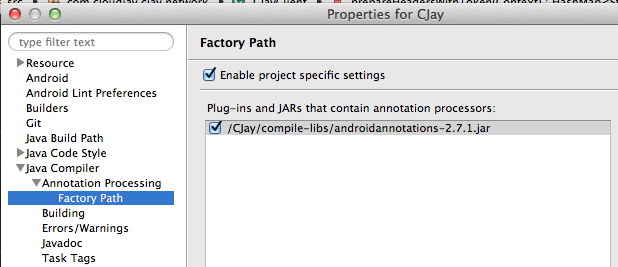 Properties for CJay
type filter text
Resource
Android
Android Lint Preferences
Builders
Git
Java Build Path
Java Code Style
Java Compiler
Annotation Processing
Factory Path
Building
Errors/Warnings
Javadoc
Task Tags
Factory Path
Enable project specific settings
Plug-ins and JARs that contain annotation processors:
/CJay/compile-libs/androidannotations-2.7.1.jar